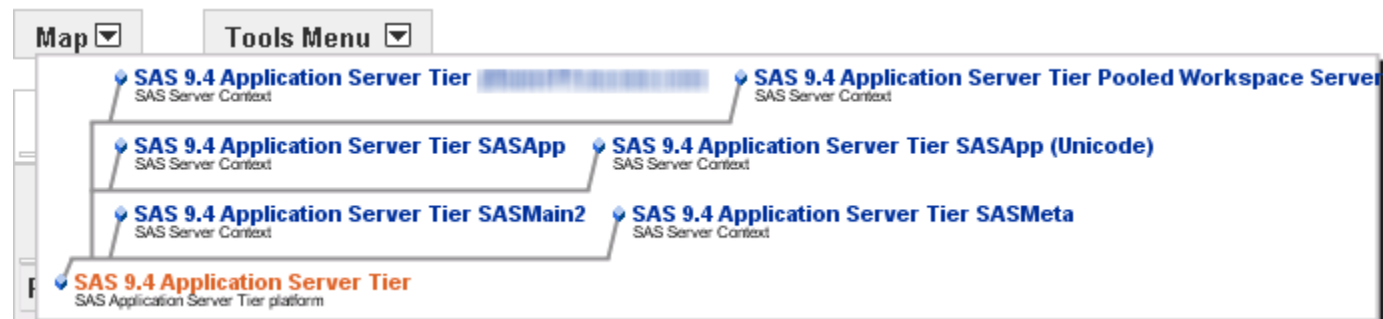 Map Tools Menu
SAS 9.4 Application Server Tier SAS 9.4 Application Server Tier Pooled Workspace Server
SAS Server Context SAS Server Context
SAS 9.4 Application Server Tier SASApp SAS 9.4 Application Server Tier SASApp (Unicode)
SAS Server Context SAS Server Context
SAS 9.4 Application Server Tier SASMain2 SAS 9.4 Application Server Tier SASMeta
SAS Server Context SAS Server Context
SAS 9.4 Application Server Tier
SAS Application Server Tier platform